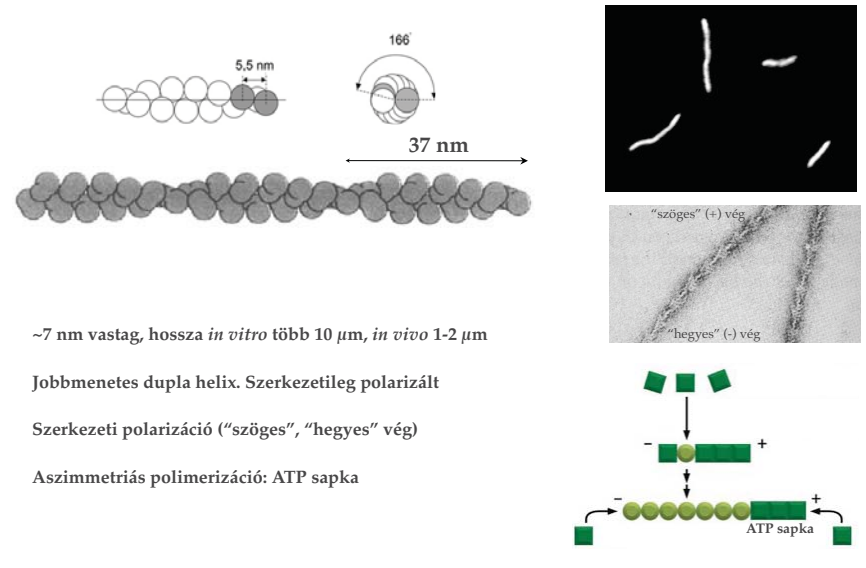 166°
5,5 nm
37 nm
“szöges” (+) vég
“hegyes” (-) vég
~7 nm vastag, hossza in vitro több 10 µm, in vivo 1-2 µm
Jobbmenetes dupla helix. Szerkezetileg polarizált
Szerkezeti polarizáció (“szöges”, “hegyes” vég)
Aszimmetriás polimerizáció: ATP sapka
– +
– +
ATP sapka